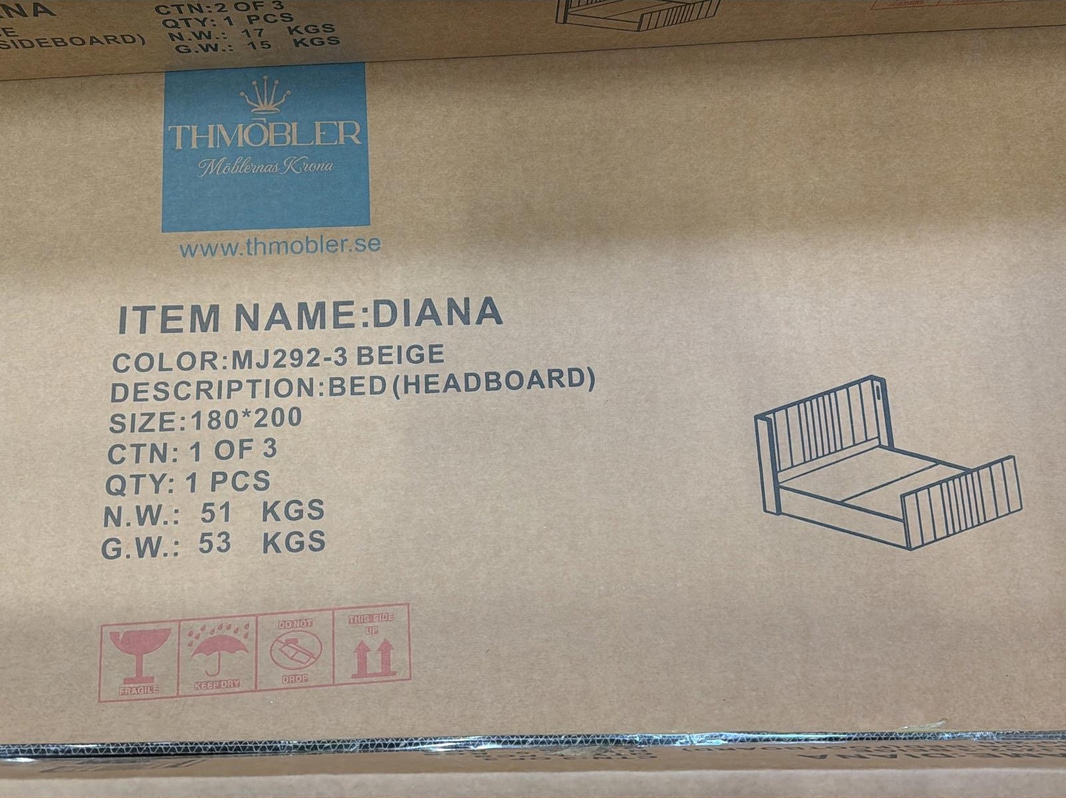 ANA
CTN:2 OF 3
QTY: 1 PCS
SIDEBOARD)
N.W.: 17 KGS
G.W.: 15 KGS
THMÖBLER
Möblernas Krona
www.thmobler.se
ITEM NAME:DIANA
COLOR:MJ292-3 BEIGE
DESCRIPTION:BED(HEADBOARD)
SIZE:180*200
CTN: 1 OF 3
QTY: 1 PCS
N.W.: 51 KGS
G.W.: 53 KGS
FRAGILE
KEEP DRY
DO NOT
DROP
THIS SIDE
UP
:DIANA